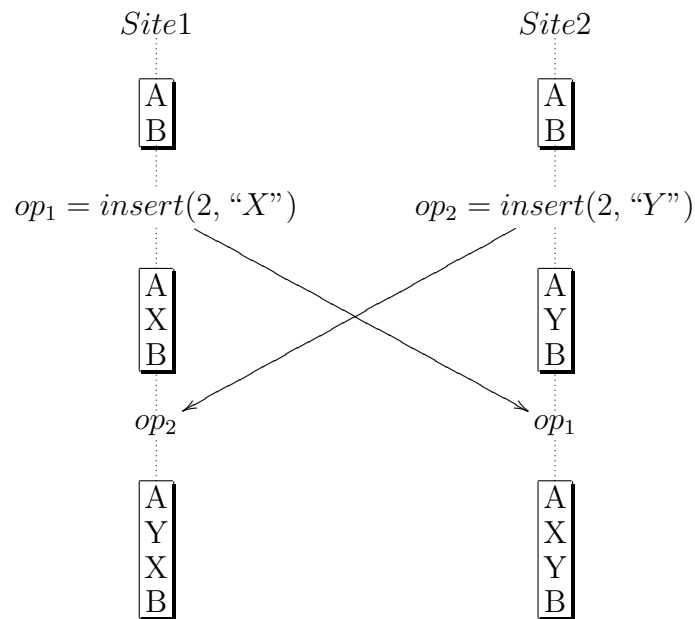 Site1 Site2
A A
B B
op₁ = insert(2, “X”) op₂ = insert(2, “Y”)
A A
X Y
B B
op₂ op₁
A A
Y X
X Y
B B